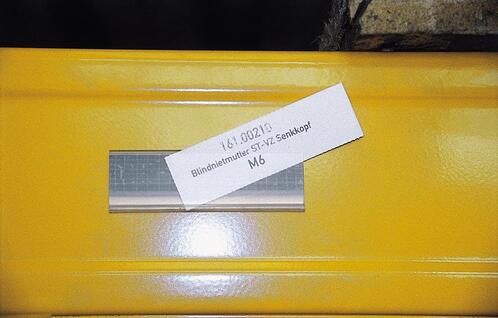 161.00210
Blindnietmutter ST-VZ Senkkopf
M6